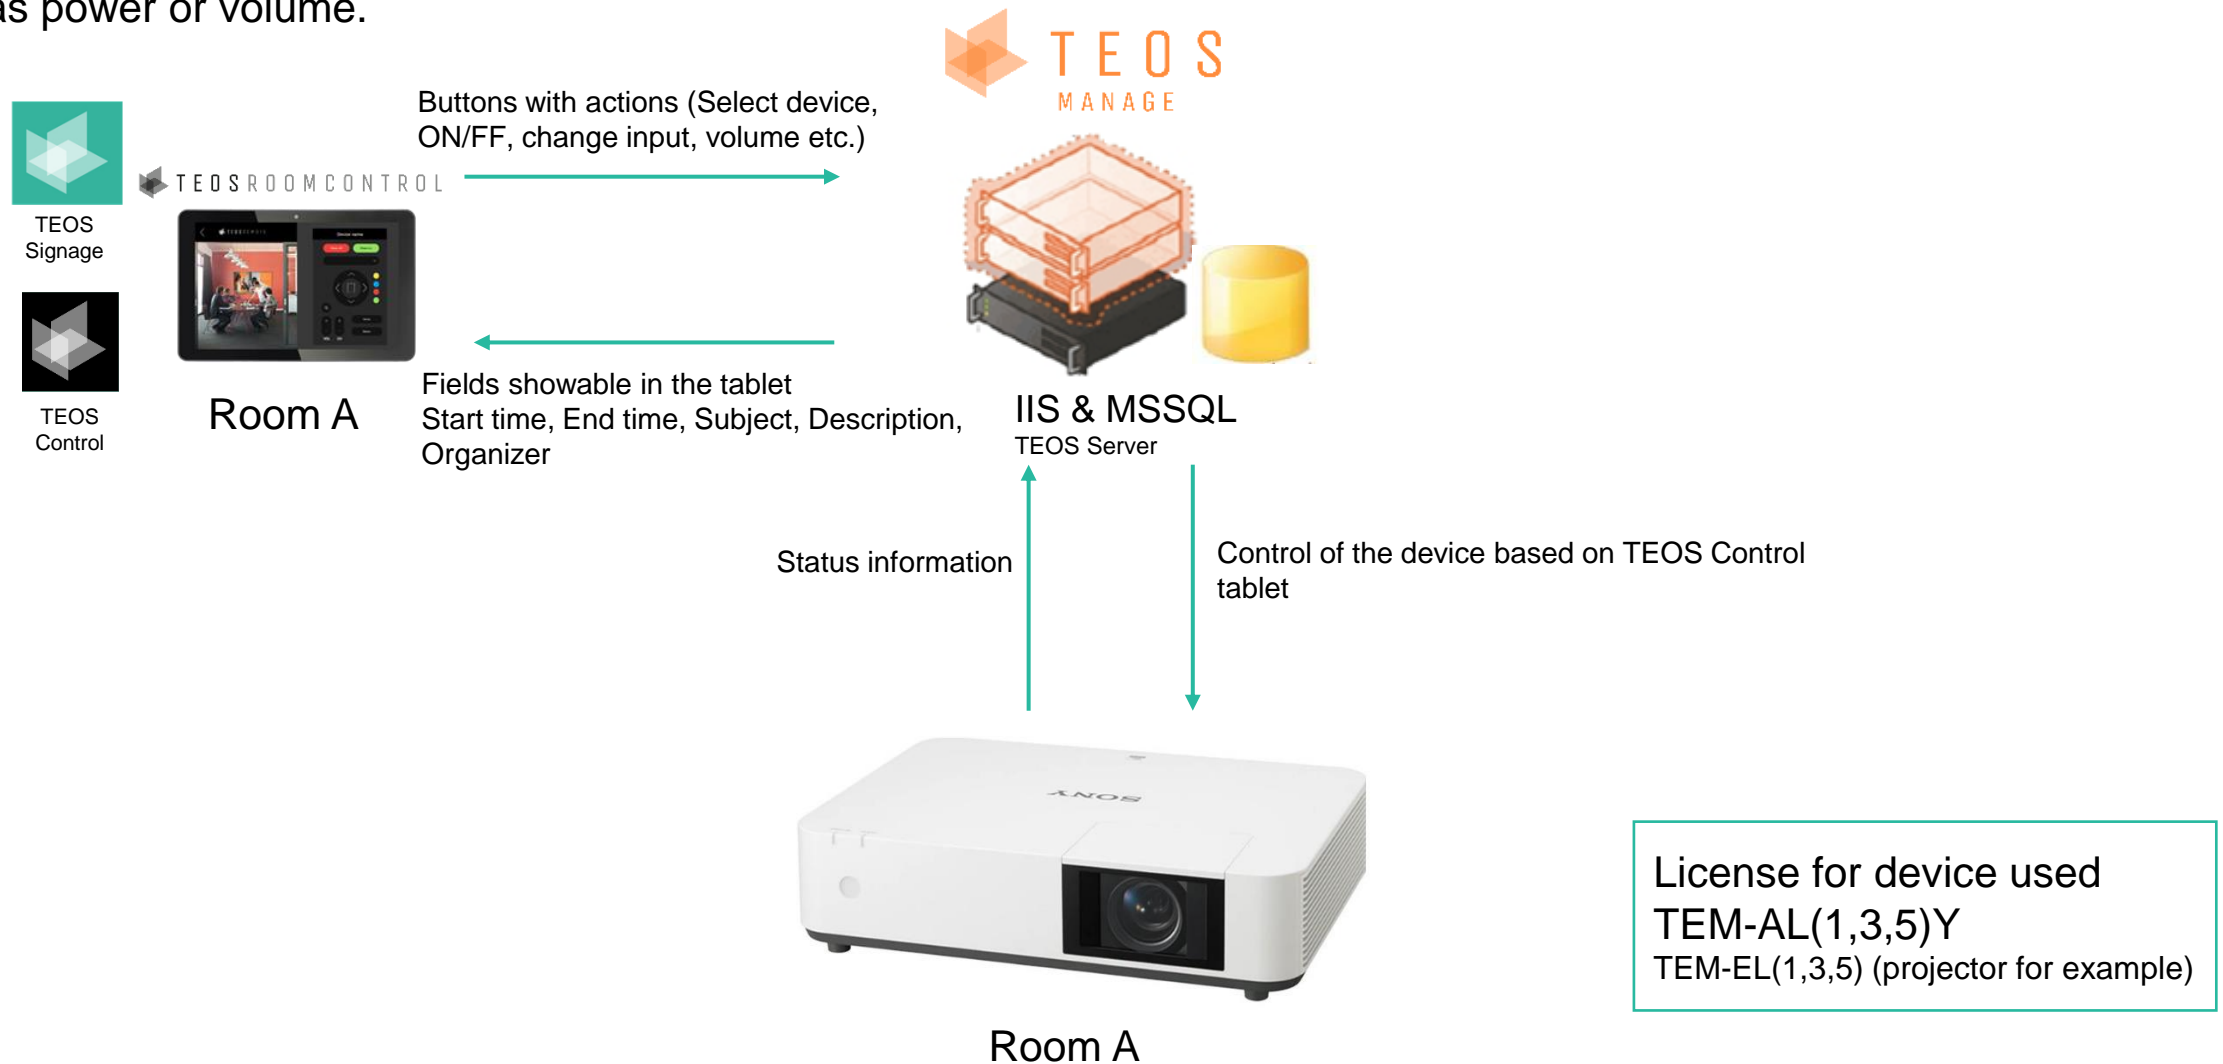 as power or volume.
TEOS
MANAGE
Buttons with actions (Select device,
ON/FF, change input, volume etc.)
TEOS
Signage
TEOSROOMCONTROL
Device name
TEOS
Control
Room A
Fields showable in the tablet
Start time, End time, Subject, Description,
Organizer
IIS & MSSQL
TEOS Server
Status information
Control of the device based on TEOS Control
tablet
SONY
License for device used
TEM-AL(1,3,5)Y
TEM-EL(1,3,5) (projector for example)
Room A